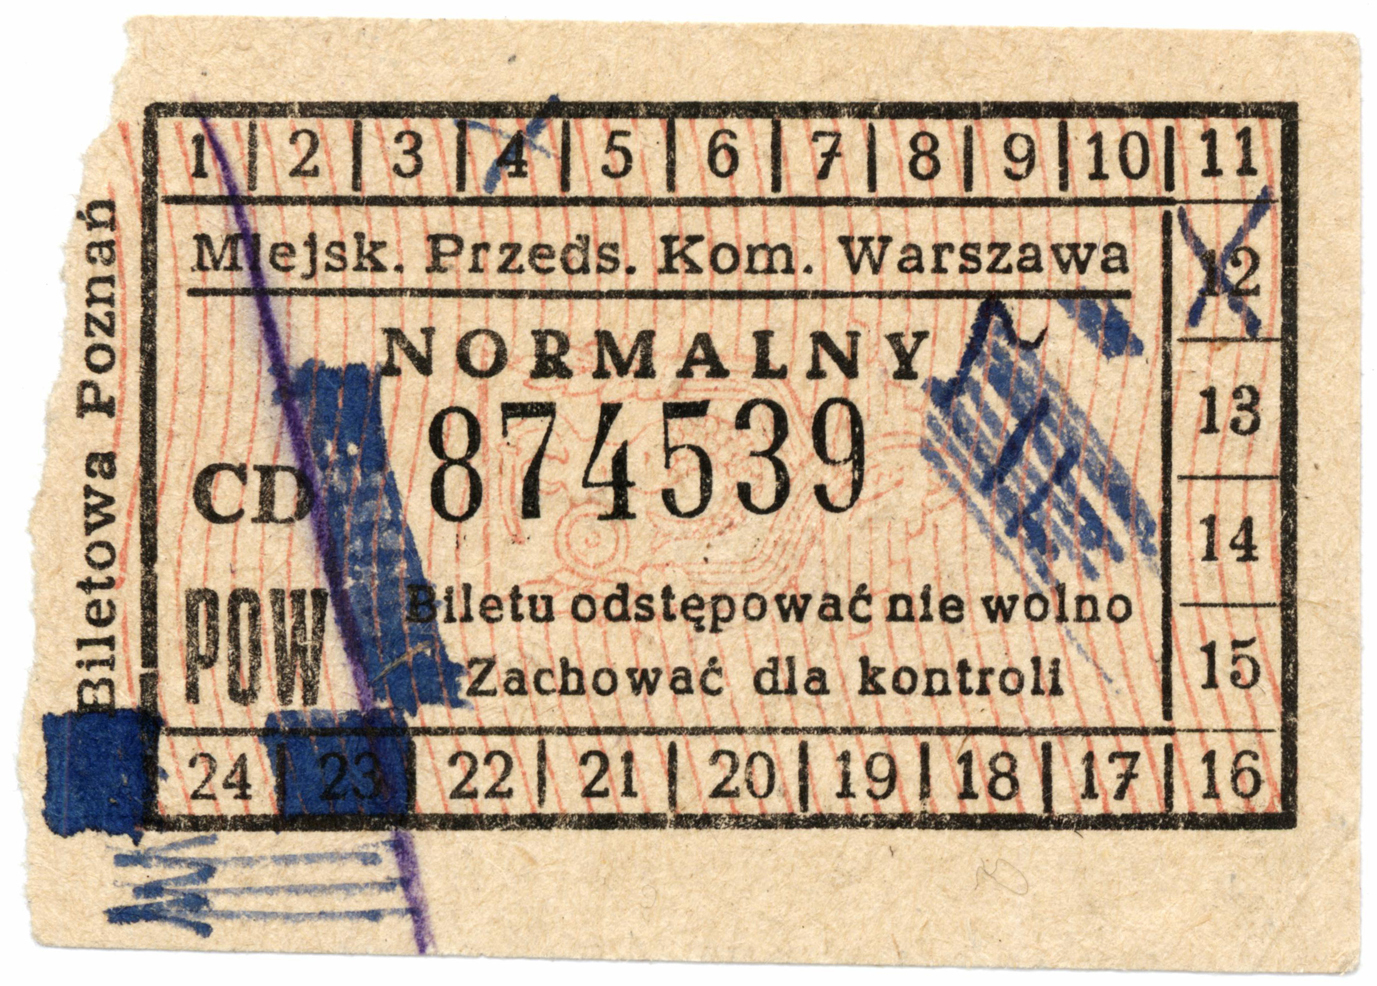 1 2 3 4 5 6 7 8 9 10 11
Miejsk. Przeds. Kom. Warszawa
12
NORMALNY
874539
13
CD
14
POW
Biletu odstępować nie wolno
Zachować dla kontroli
15
24 23 22 21 20 19 18 17 16
Biletowa Poznań